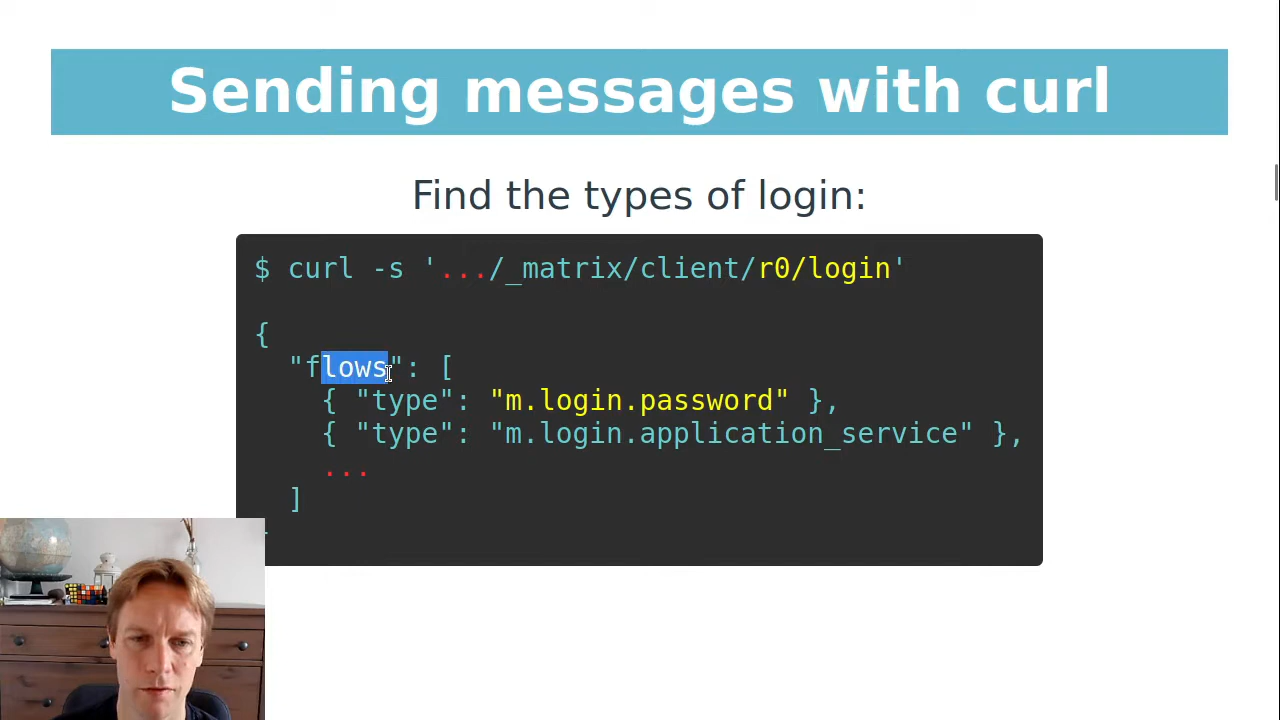 Sending messages with curl
Find the types of login:
$ curl -s '.../_matrix/client/r0/login'
{
"flows": [
{ "type": "m.login.password" },
{ "type": "m.login.application_service" },
...
]